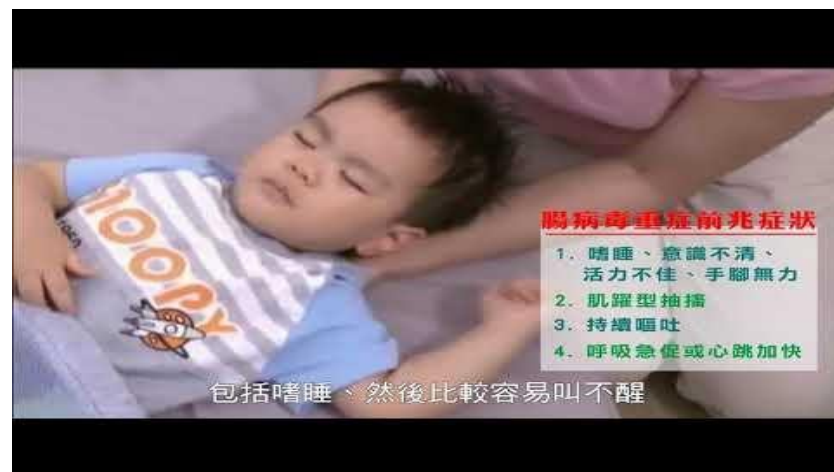 腸病毒重症前兆症狀
1. 嗜睡、意識不清、
活力不佳、手腳無力
2. 肌躍型抽搐
3. 持續嘔吐
4. 呼吸急促或心跳加快
包括嗜睡、然後比較容易叫不醒